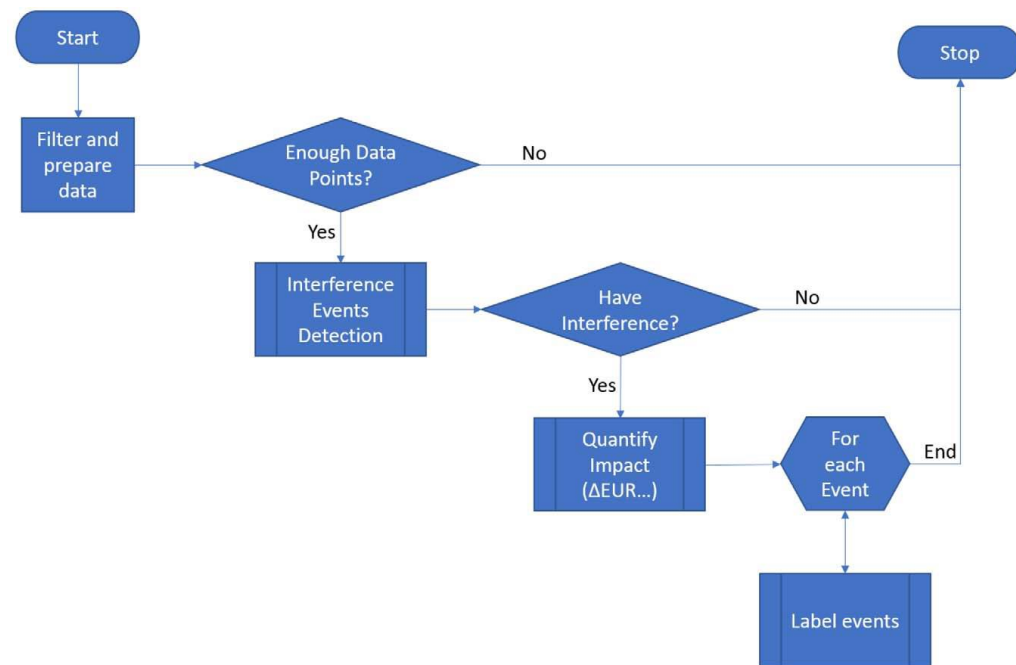 Start
Stop
Filter and
prepare
data
Enough Data
Points?
No
Yes
Interference
Events
Detection
Have
Interference?
No
Yes
Quantify
Impact
(ΔEUR...)
For
each
Event
End
Label events